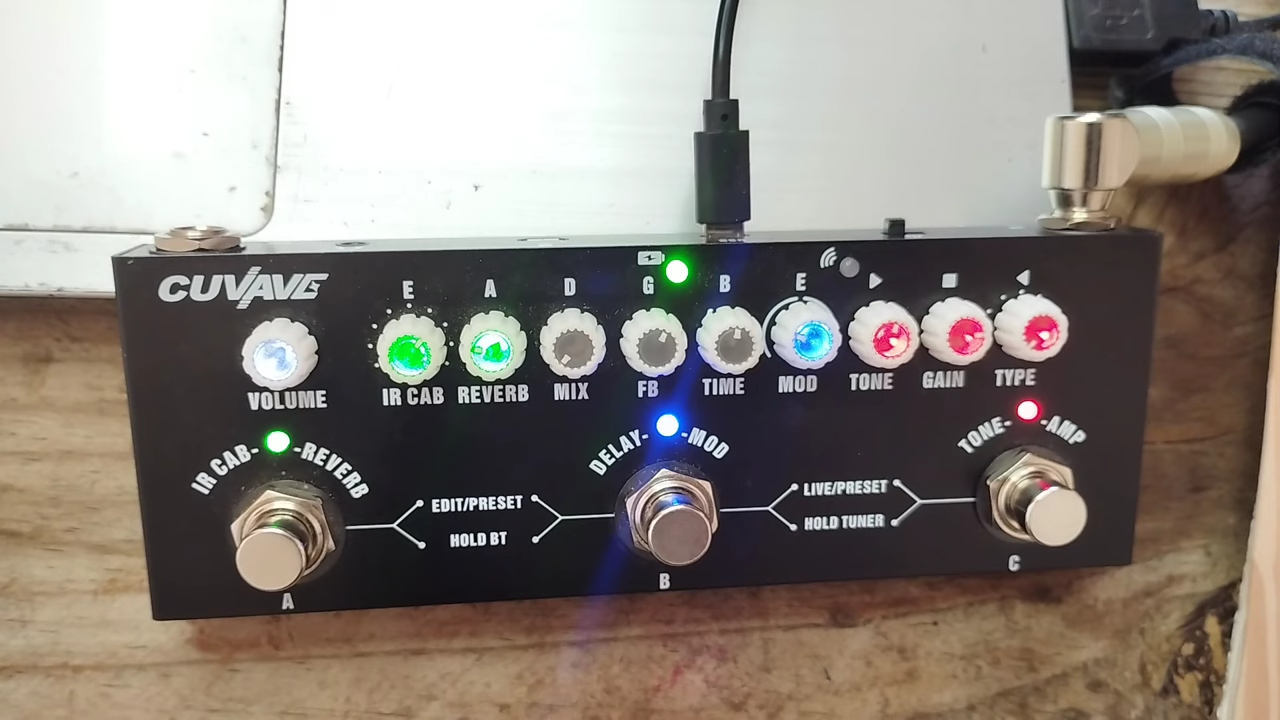 CUVAVE
E A D G B E
VOLUME IR CAB REVERB MIX FB TIME MOD TONE GAIN TYPE
IR CAB- -REVERB
DELAY- -MOD
TONE- -AMP
EDIT/PRESET
HOLD BT
LIVE/PRESET
HOLD TUNER
A
B
C